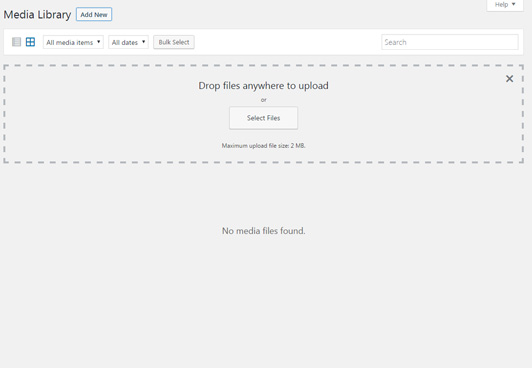 Help
Media Library Add New
All media items All dates Bulk Select Search
Drop files anywhere to upload
or
Select Files
Maximum upload file size: 2 MB.
No media files found.